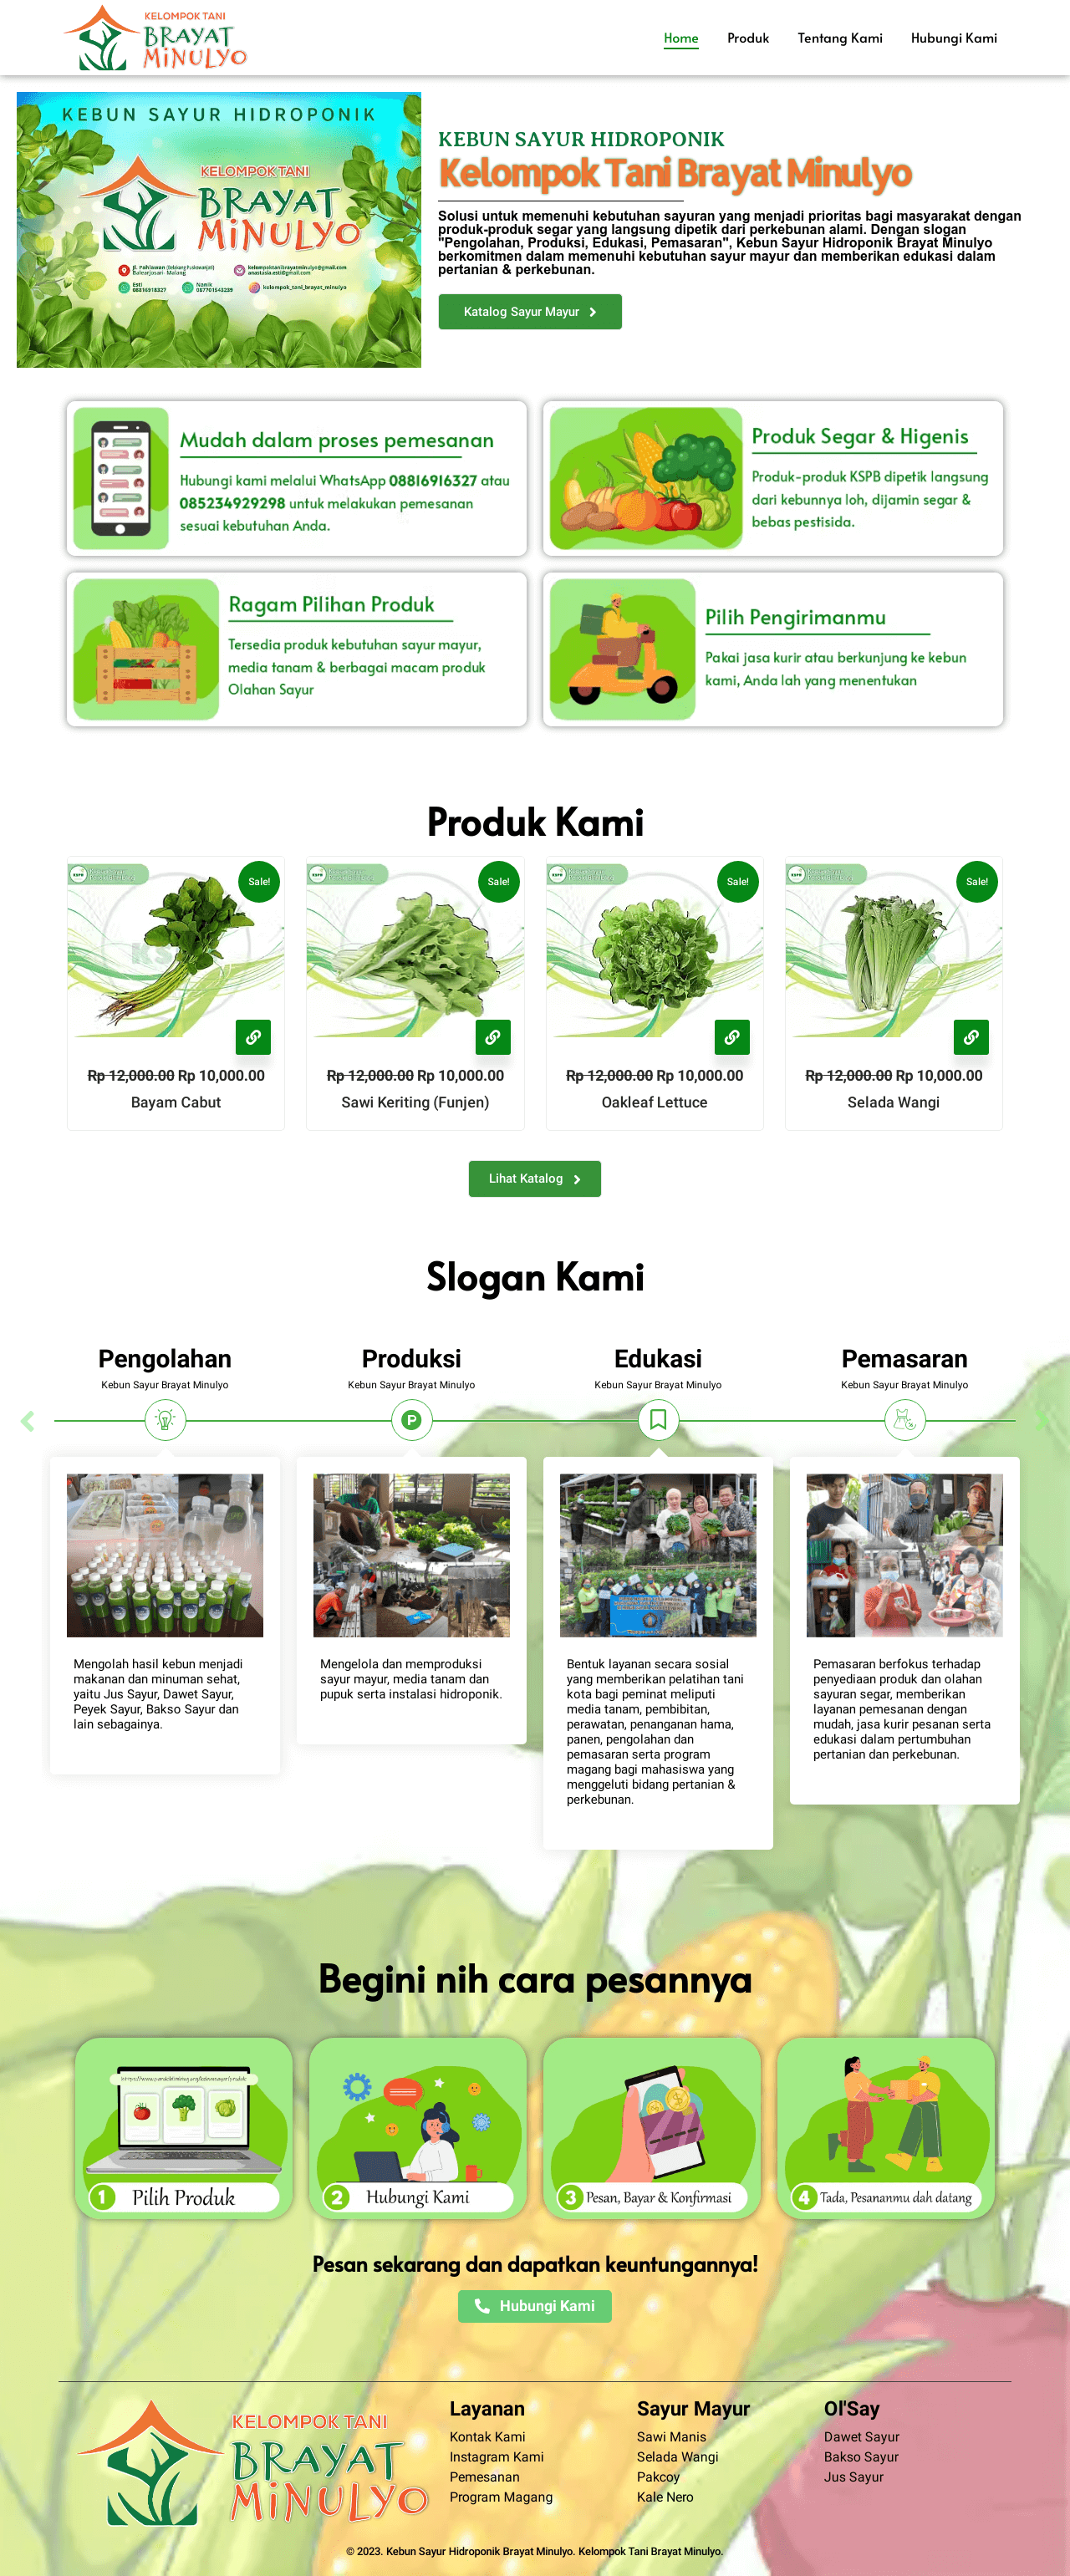 KELOMPOK TANI
BRAYAT
MINULYO
Home
Produk
Tentang Kami
Hubungi Kami
KEBUN SAYUR HIDROPONIK
KELOMPOK TANI
BRAYAT
MINULYO
Esti
08816918327
Nanik
kelompok_tani_brayat_minulyo
KEBUN SAYUR HIDROPONIK
Kelompok Tani Brayat Minulyo
Solusi untuk memenuhi kebutuhan sayuran yang menjadi prioritas bagi masyarakat dengan
produk-produk segar yang langsung dipetik dari perkebunan alami. Dengan slogan
"Pengolahan, Produksi, Edukasi, Pemasaran", Kebun Sayur Hidroponik Brayat Minulyo
berkomitmen dalam memenuhi kebutuhan sayur mayur dan memberikan edukasi dalam
pertanian & perkebunan.
Katalog Sayur Mayur
Mudah dalam proses pemesanan
Hubungi kami melalui WhatsApp 08816916327 atau
085234929298 untuk melakukan pemesanan
sesuai kebutuhan Anda.
Produk Segar & Higenis
Produk-produk KSPB dipetik langsung
dari kebunnya loh, dijamin segar &
bebas pestisida.
Ragam Pilihan Produk
Tersedia produk kebutuhan sayur mayur,
media tanam & berbagai macam produk
Olahan Sayur
Pilih Pengirimanmu
Pakai jasa kurir atau berkunjung ke kebun
kami, Anda lah yang menentukan
Produk Kami
Sale!
Sale!
Sale!
Sale!
Rp 12,000.00 Rp 10,000.00
Bayam Cabut
Rp 12,000.00 Rp 10,000.00
Sawi Keriting (Funjen)
Rp 12,000.00 Rp 10,000.00
Oakleaf Lettuce
Rp 12,000.00 Rp 10,000.00
Selada Wangi
Lihat Katalog
Slogan Kami
Pengolahan
Kebun Sayur Brayat Minulyo
Produksi
Kebun Sayur Brayat Minulyo
Edukasi
Kebun Sayur Brayat Minulyo
Pemasaran
Kebun Sayur Brayat Minulyo
Mengolah hasil kebun menjadi
makanan dan minuman sehat,
yaitu Jus Sayur, Dawet Sayur,
Peyek Sayur, Bakso Sayur dan
lain sebagainya.
Mengelola dan memproduksi
sayur mayur, media tanam dan
pupuk serta instalasi hidroponik.
Bentuk layanan secara sosial
yang memberikan pelatihan tani
kota bagi peminat meliputi
media tanam, pembibitan,
perawatan, penanganan hama,
panen, pengolahan dan
pemasaran serta program
magang bagi mahasiswa yang
menggeluti bidang pertanian &
perkebunan.
Pemasaran berfokus terhadap
penyediaan produk dan olahan
sayuran segar, memberikan
layanan pemesanan dengan
mudah, jasa kurir pesanan serta
edukasi dalam pertumbuhan
pertanian dan perkebunan.
Begini nih cara pesannya
1 Pilih Produk
2 Hubungi Kami
3 Pesan, Bayar & Konfirmasi
4 Tada, Pesananmu dah datang
Pesan sekarang dan dapatkan keuntungannya!
Hubungi Kami
KELOMPOK TANI
BRAYAT
MINULYO
Layanan
Kontak Kami
Instagram Kami
Pemesanan
Program Magang
Sayur Mayur
Sawi Manis
Selada Wangi
Pakcoy
Kale Nero
Ol'Say
Dawet Sayur
Bakso Sayur
Jus Sayur
© 2023. Kebun Sayur Hidroponik Brayat Minulyo. Kelompok Tani Brayat Minulyo.